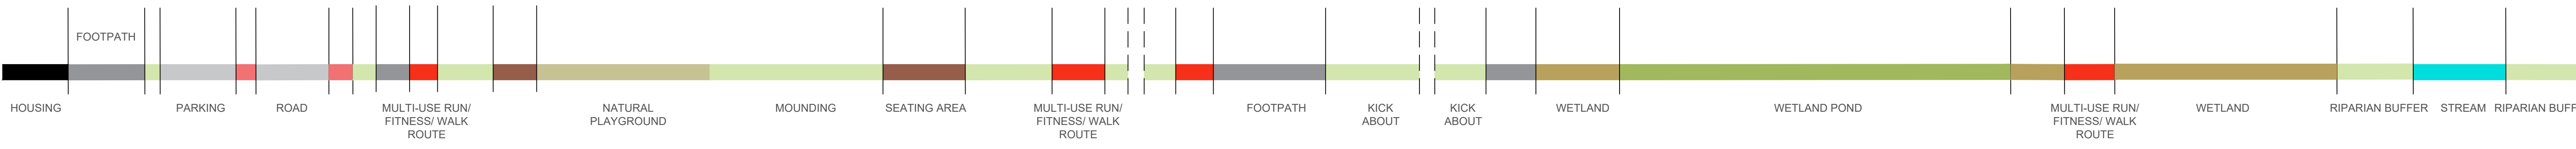 FOOTPATH
HOUSING
PARKING
ROAD
MULTI-USE RUN/
FITNESS/ WALK
ROUTE
NATURAL
PLAYGROUND
MOUNDING
SEATING AREA
MULTI-USE RUN/
FITNESS/ WALK
ROUTE
FOOTPATH
KICK
ABOUT
KICK
ABOUT
WETLAND
WETLAND POND
MULTI-USE RUN/
FITNESS/ WALK
ROUTE
WETLAND
RIPARIAN BUFFER
STREAM
RIPARIAN BUFF